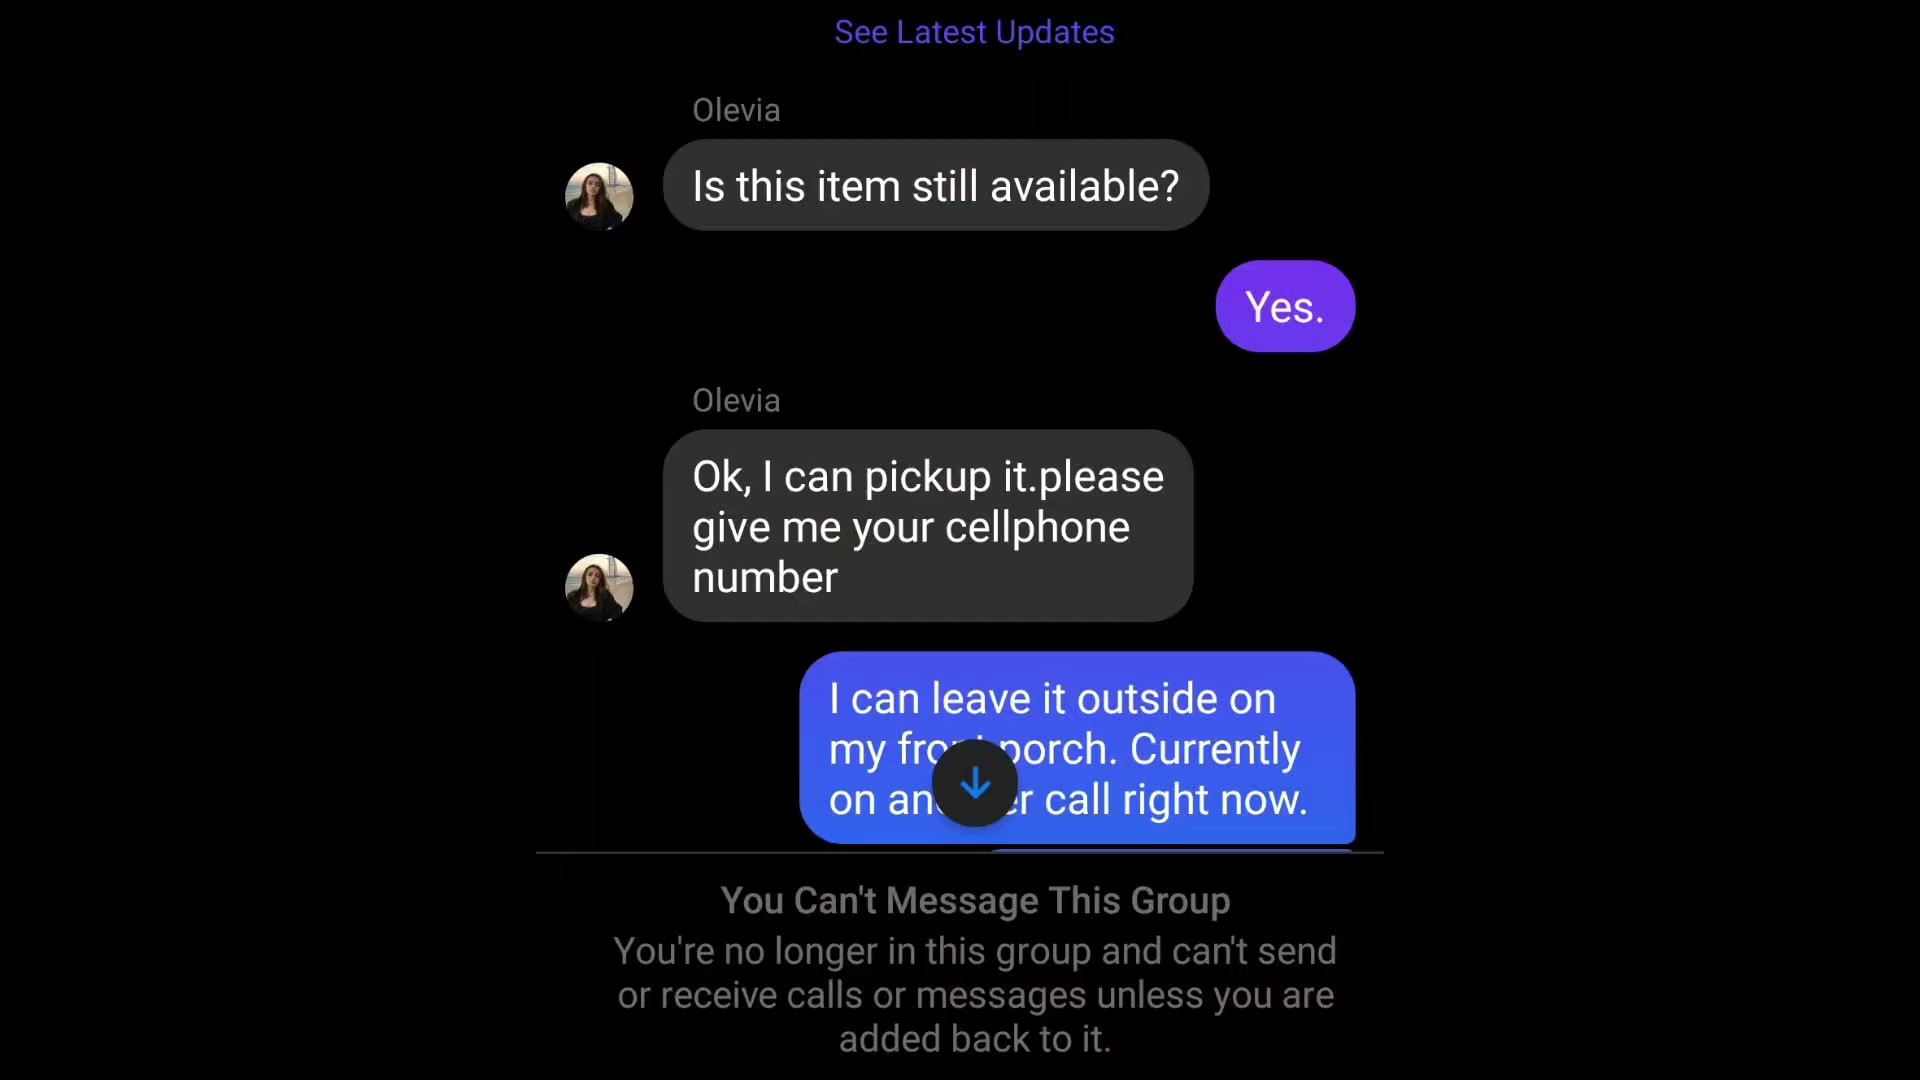 See Latest Updates
Olevia
Is this item still available?
Yes.
Olevia
Ok, I can pickup it.please
give me your cellphone
number
I can leave it outside on
my porch. Currently
on call right now.
You Can't Message This Group
You're no longer in this group and can't send
or receive calls or messages unless you are
added back to it.